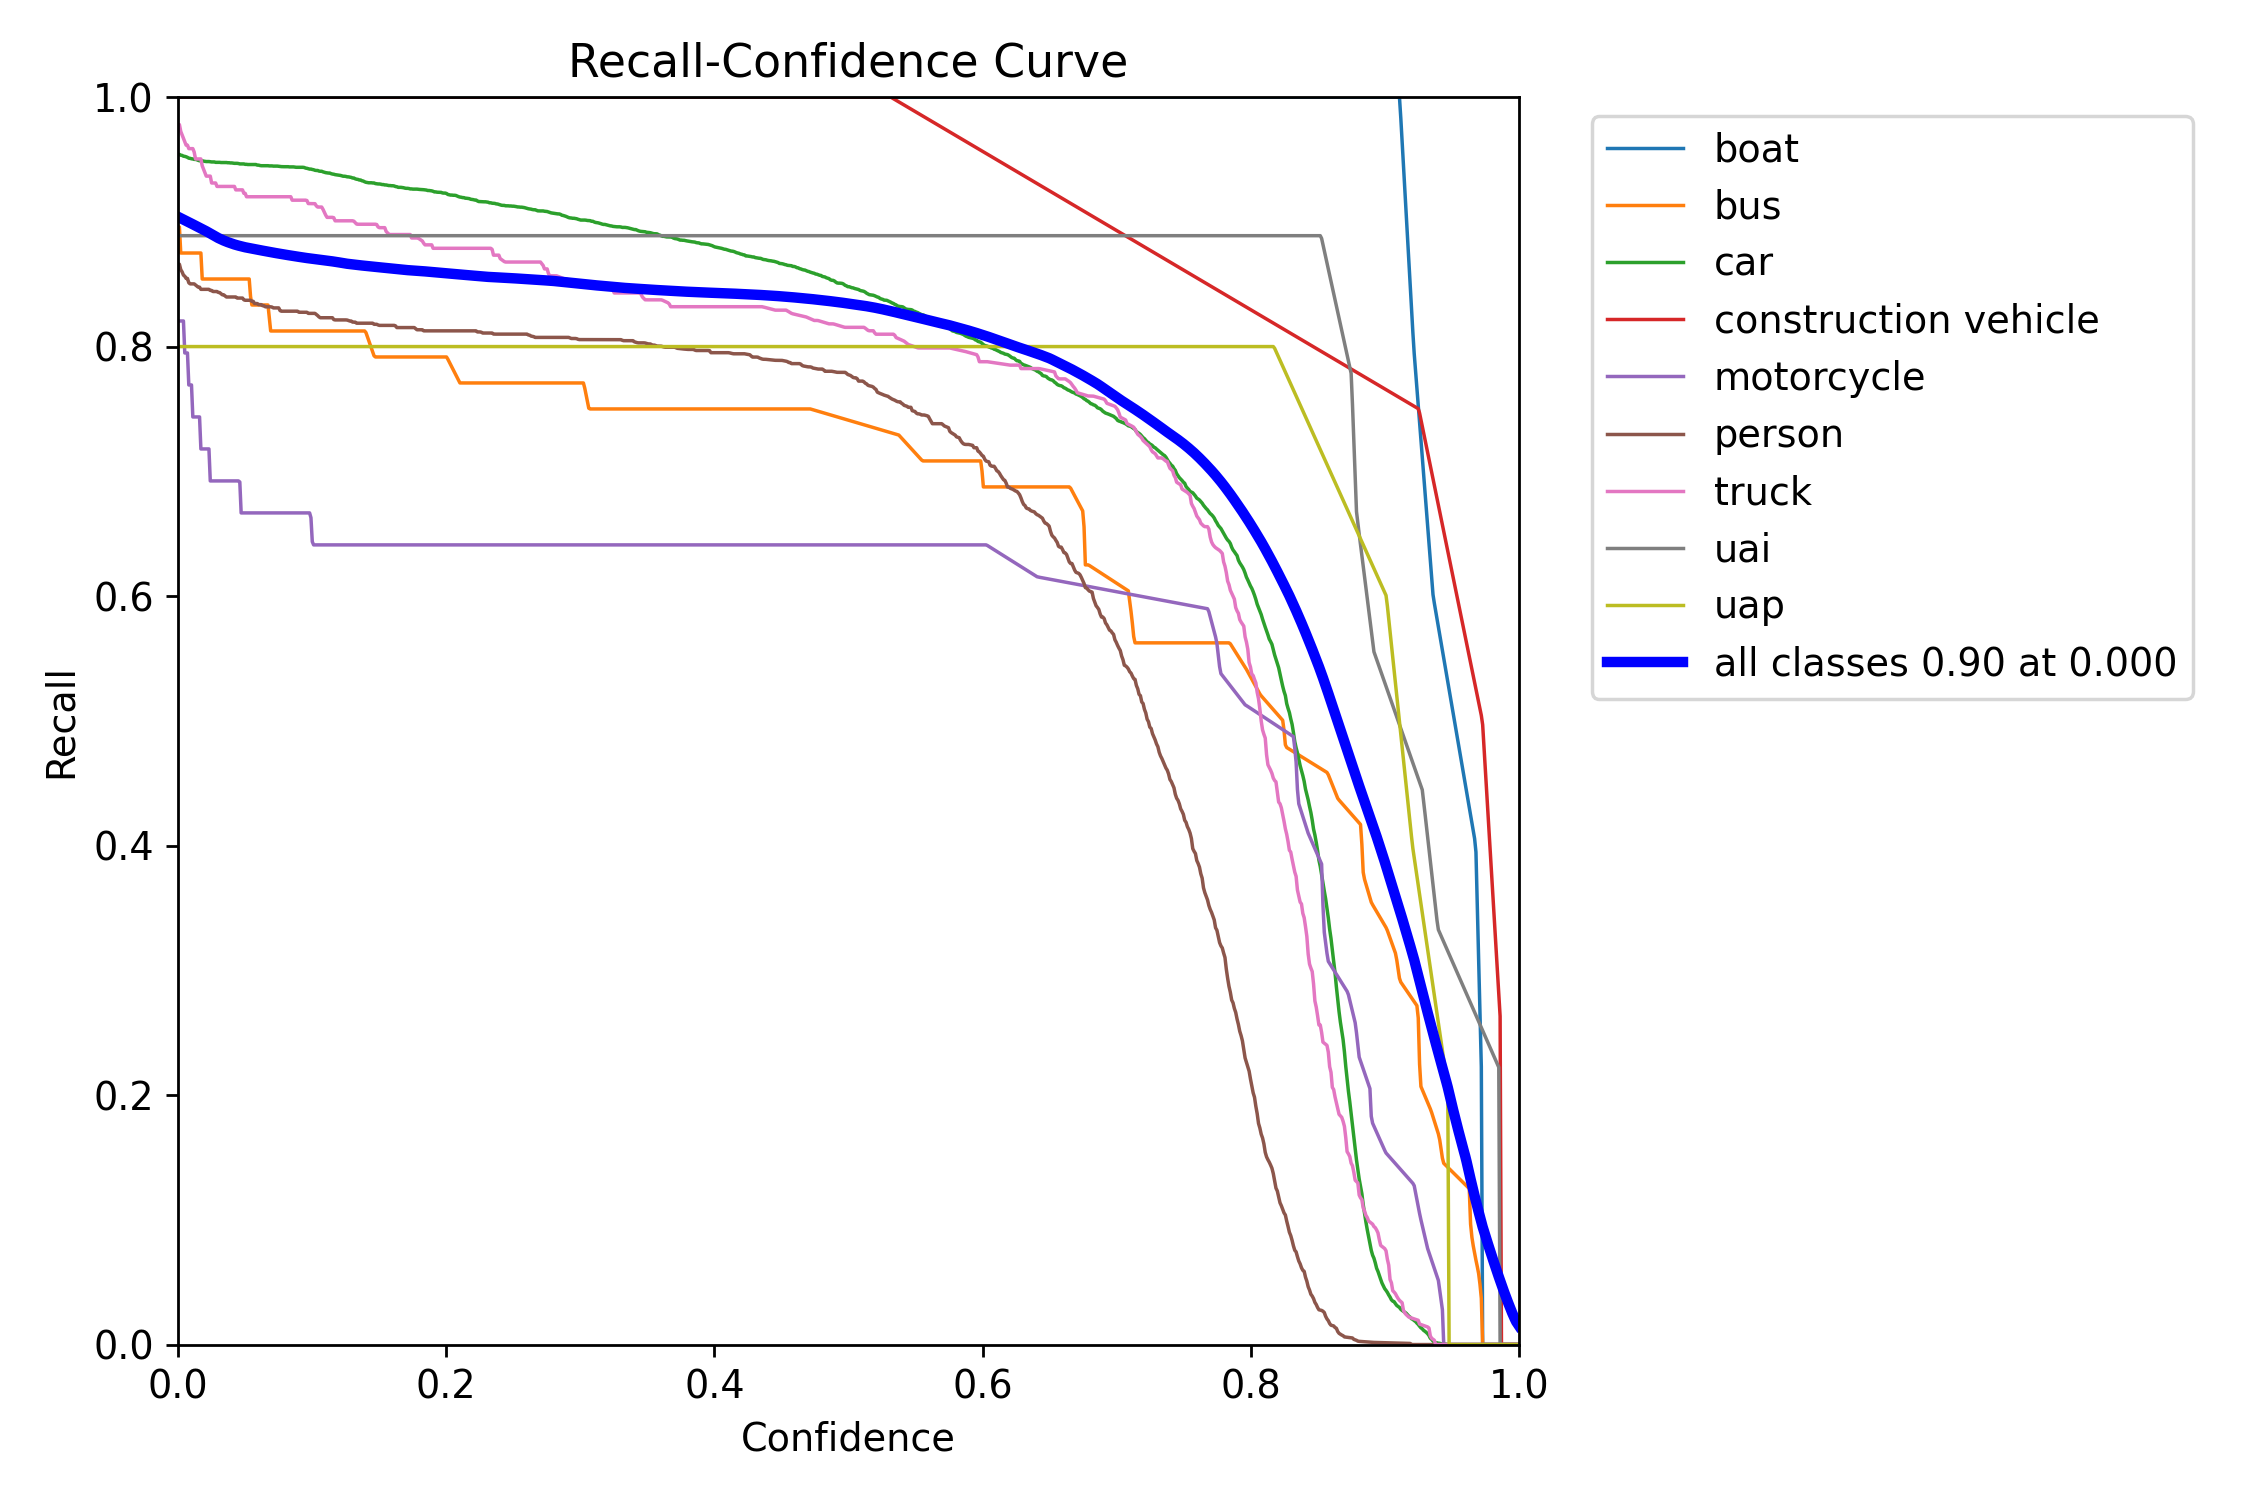 Recall-Confidence Curve
1.0
0.8
0.6
0.4
0.2
0.0
Recall
0.0 0.2 0.4 0.6 0.8 1.0
Confidence
boat
bus
car
construction vehicle
motorcycle
person
truck
uai
uap
all classes 0.90 at 0.000